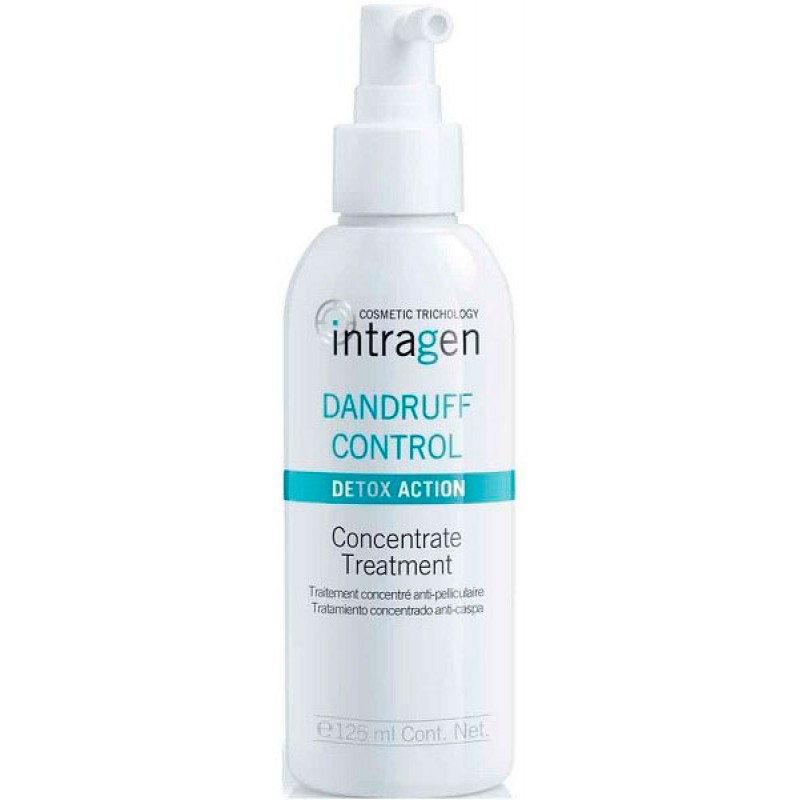 COSMETIC TRICHOLOGY
intragen
DANDRUFF
CONTROL
DETOX ACTION
Concentrate
Treatment
Traitement concentré anti-pelliculaire
Tratamiento concentrado anti-caspa
℮125 ml Cont. Net.